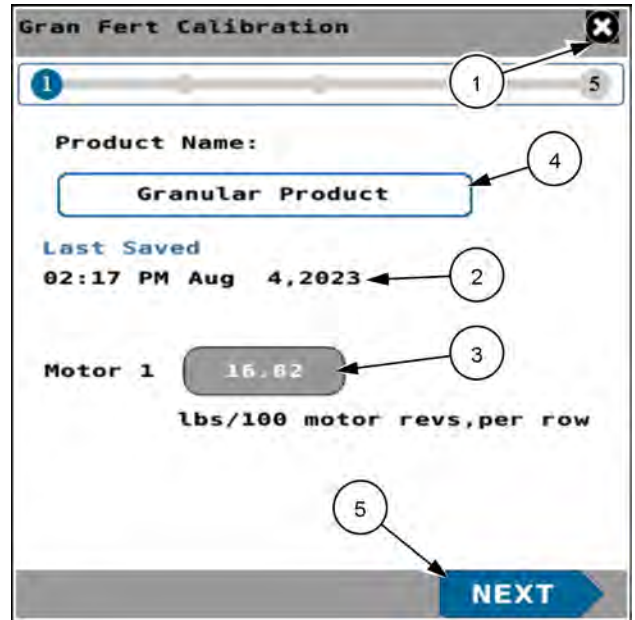 Gran Fert Calibration
1
1 5
Product Name:
4
Granular Product
Last Saved
02:17 PM Aug 4,2023
2
3
Motor 1 16.62
lbs/100 motor revs,per row
5
NEXT